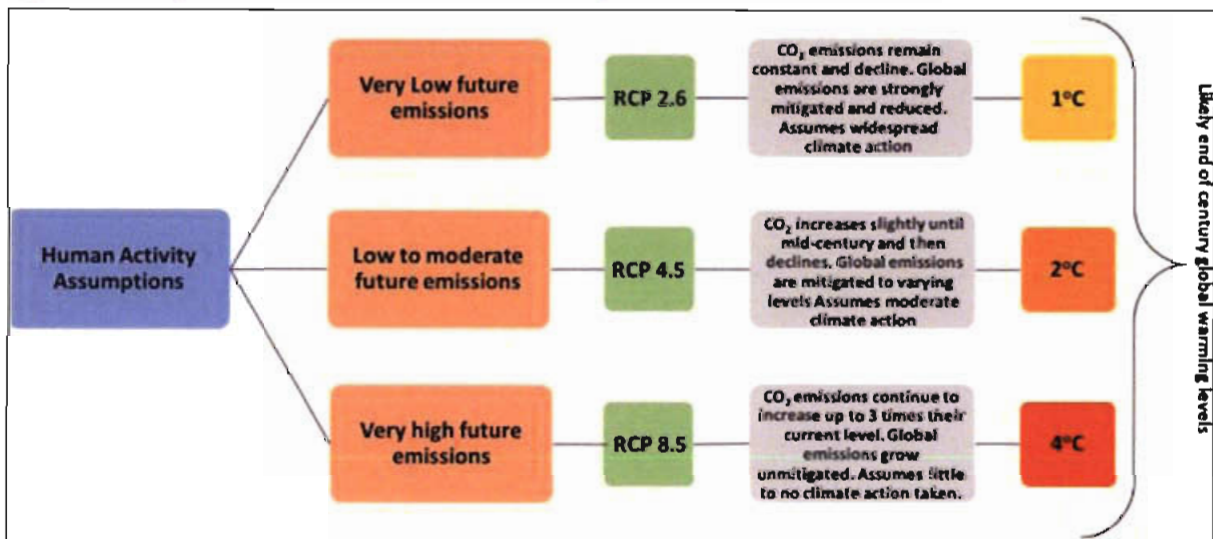 Human Activity
Assumptions
Very Low future
emissions
RCP 2.6
CO₂ emissions remain
constant and decline. Global
emissions are strongly
mitigated and reduced.
Assumes widespread
climate action
1°C
Low to moderate
future emissions
RCP 4.5
CO₂ increases slightly until
mid-century and then
declines. Global emissions
are mitigated to varying
levels Assumes moderate
climate action
2°C
Very high future
emissions
RCP 8.5
CO₂ emissions continue to
increase up to 3 times their
current level. Global
emissions grow
unmitigated. Assumes little
to no climate action taken.
4°C
Likely end of century global warming levels